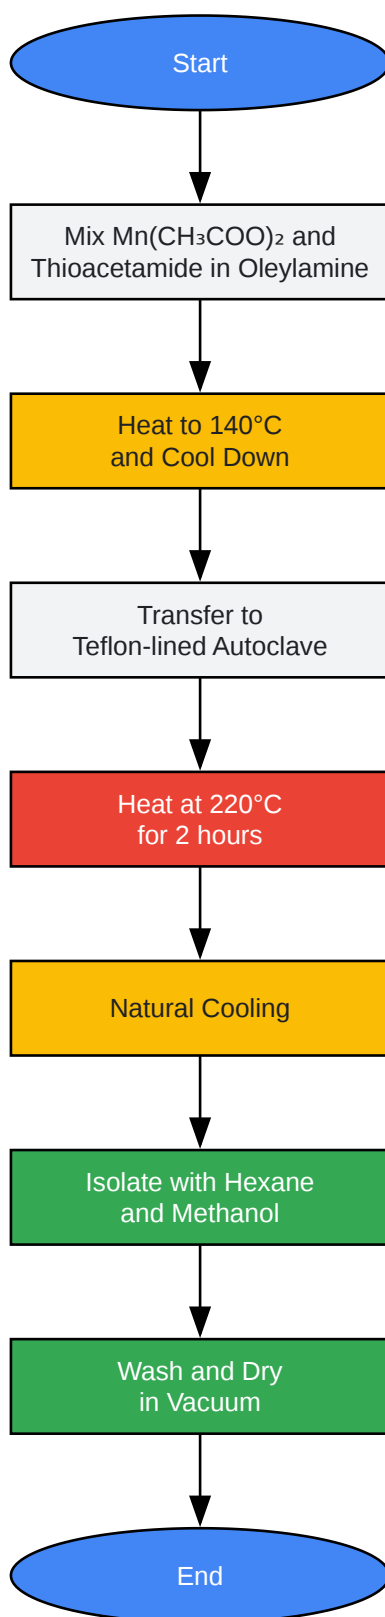 Start
Mix Mn(CH₃COO)₂ and
Thioacetamide in Oleylamine
Heat to 140°C
and Cool Down
Transfer to
Teflon-lined Autoclave
Heat at 220°C
for 2 hours
Natural Cooling
Isolate with Hexane
and Methanol
Wash and Dry
in Vacuum
End